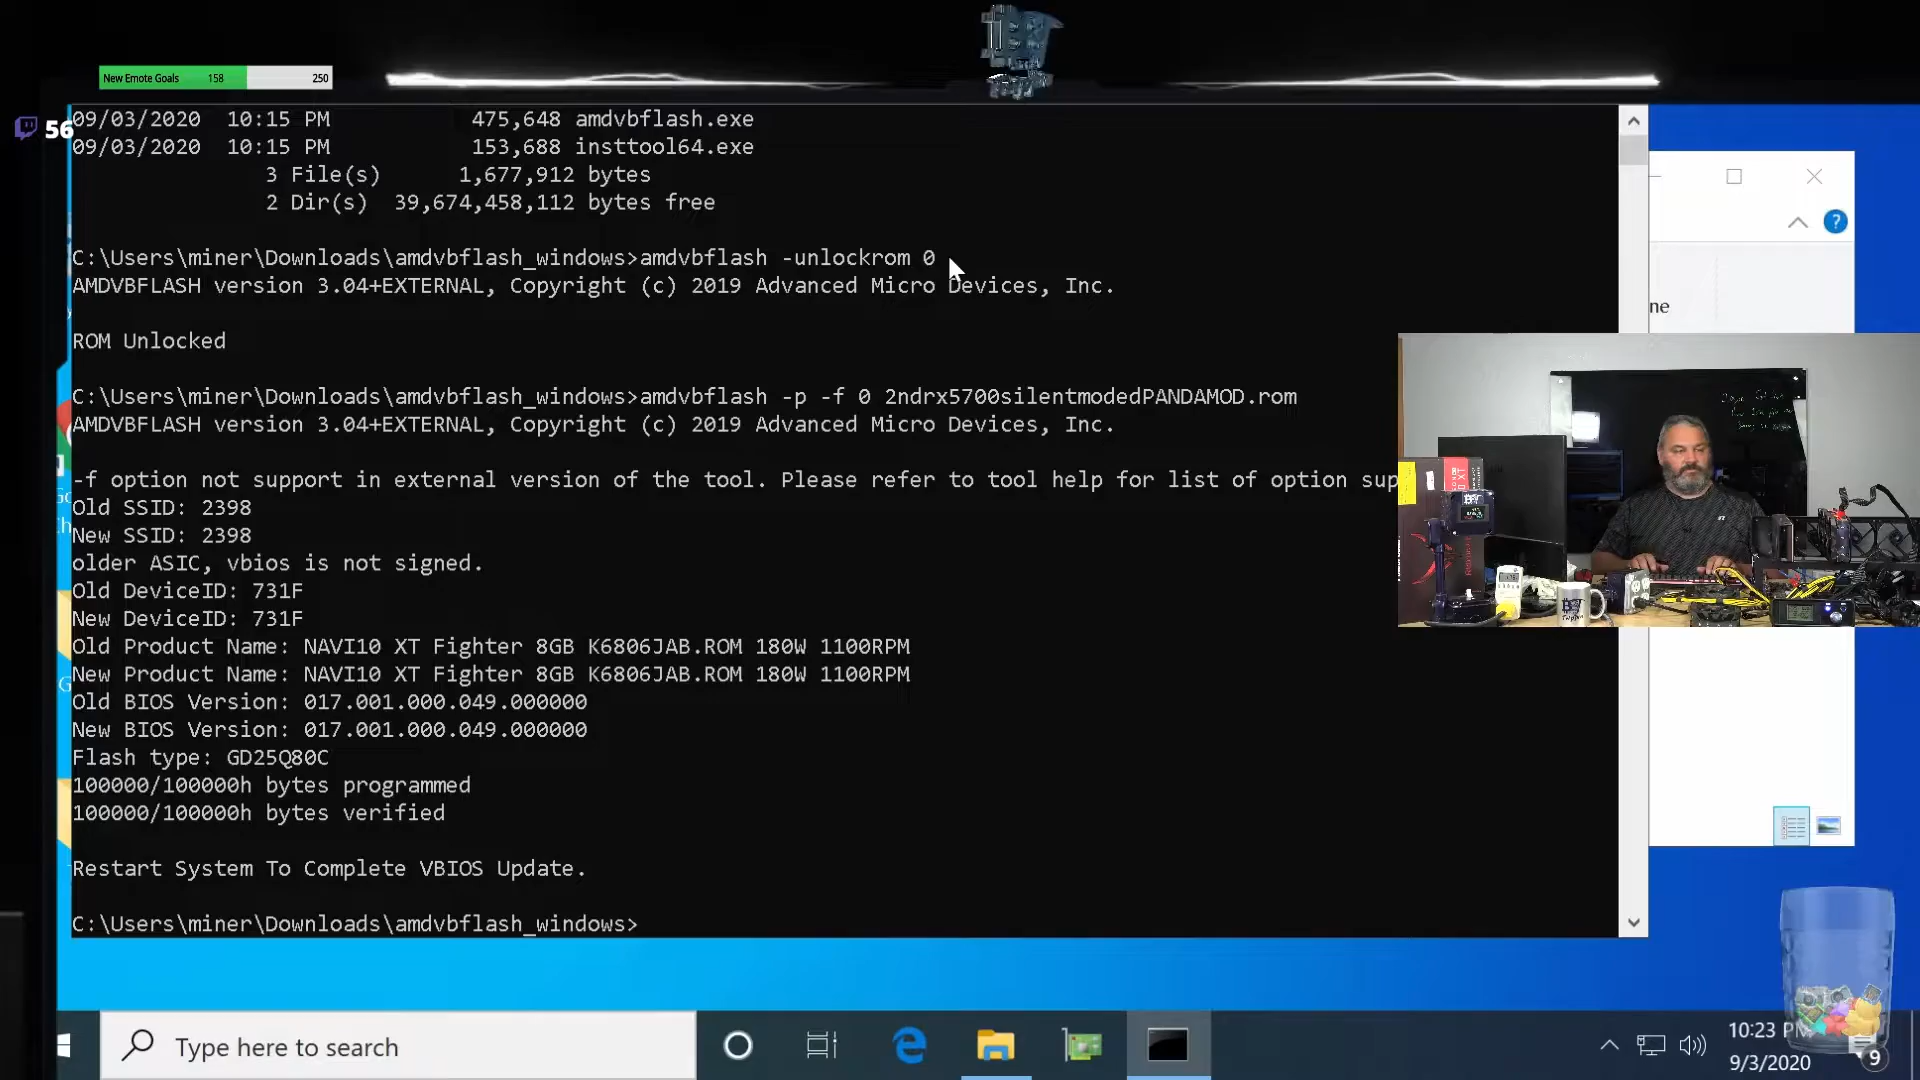 New Emote Goals 158 250
56
09/03/2020 10:15 PM 475,648 amdvbflash.exe
09/03/2020 10:15 PM 153,688 insttool64.exe
3 File(s) 1,677,912 bytes
2 Dir(s) 39,674,458,112 bytes free
C:\Users\miner\Downloads\amdvbflash_windows>amdvbflash -unlockrom 0
AMDVBFLASH version 3.04+EXTERNAL, Copyright (c) 2019 Advanced Micro Devices, Inc.
ROM Unlocked
C:\Users\miner\Downloads\amdvbflash_windows>amdvbflash -p -f 0 2ndrx5700silentmodedPANDAMOD.rom
AMDVBFLASH version 3.04+EXTERNAL, Copyright (c) 2019 Advanced Micro Devices, Inc.
-f option not support in external version of the tool. Please refer to tool help for list of option sup
Old SSID: 2398
New SSID: 2398
older ASIC, vbios is not signed.
Old DeviceID: 731F
New DeviceID: 731F
Old Product Name: NAVI10 XT Fighter 8GB K6806JAB.ROM 180W 1100RPM
New Product Name: NAVI10 XT Fighter 8GB K6806JAB.ROM 180W 1100RPM
Old BIOS Version: 017.001.000.049.000000
New BIOS Version: 017.001.000.049.000000
Flash type: GD25Q80C
100000/100000h bytes programmed
100000/100000h bytes verified
Restart System To Complete VBIOS Update.
C:\Users\miner\Downloads\amdvbflash_windows>
?
ne
Type here to search
10:23 PM
9/3/2020
9